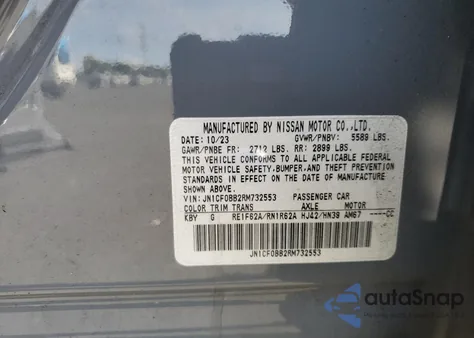 MANUFACTURED BY NISSAN MOTOR CO.,LTD.
DATE: 10/23 GVWR/PNBV: 5589 LBS.
GAWR/PNBE FR: 2712 LBS. RR: 2899 LBS.
THIS VEHICLE CONFORMS TO ALL APPLICABLE FEDERAL
MOTOR VEHICLE SAFETY,BUMPER,AND THEFT PREVENTION
STANDARDS IN EFFECT ON THE DATE OF MANUFACTURE
SHOWN ABOVE.
VIN: JN1CF0BB2RM732553 PASSENGER CAR
COLOR TRIM TRANS AXLE MOTOR
KBY G RE1F62A/RN1R62A HJ42/HN39 AM67 ----CE
JN1CF0BB2RM732553
autoSnap